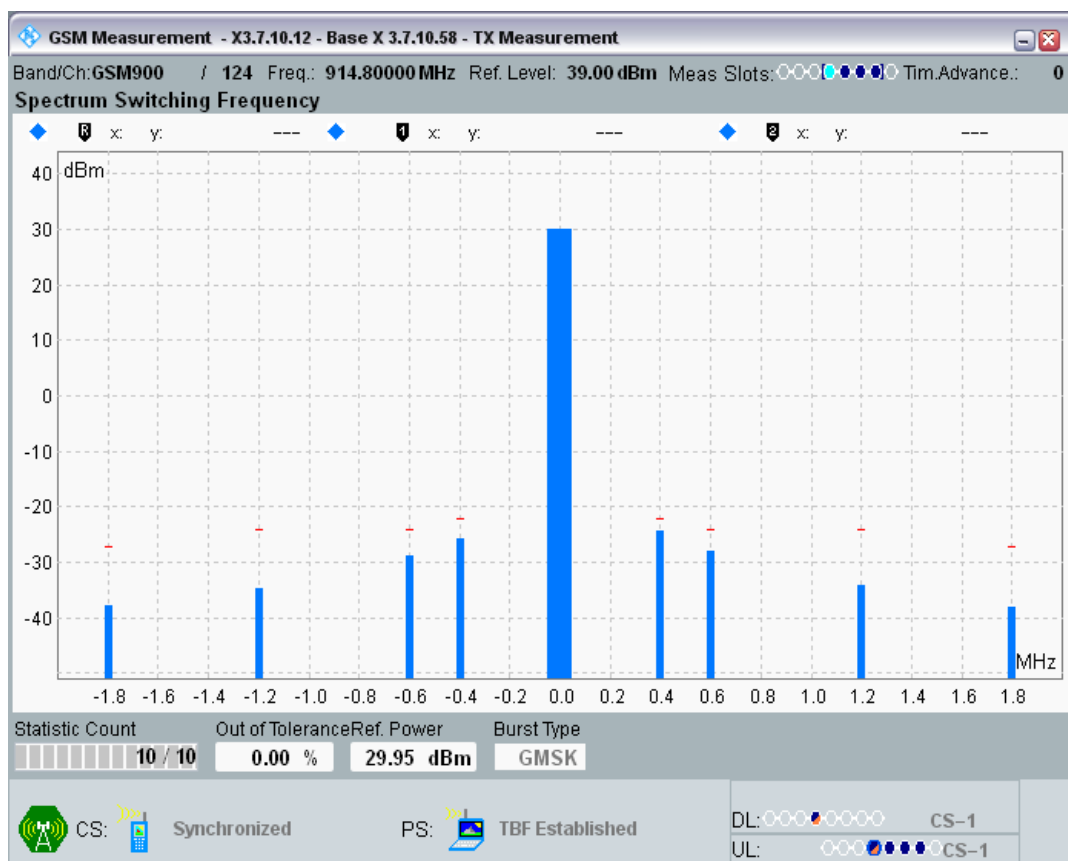 GSM Measurement - X3.7.10.12 - Base X 3.7.10.58 - TX Measurement
Band/Ch:GSM900 / 124 Freq.: 914.80000 MHz Ref. Level: 39.00 dBm Meas Slots: Tim.Advance.: 0
Spectrum Switching Frequency
R x: y: --- 1 x: y: --- 2 x: y: ---
dBm
40
30
20
10
0
-10
-20
-30
-40
MHz
-1.8 -1.6 -1.4 -1.2 -1.0 -0.8 -0.6 -0.4 -0.2 0.0 0.2 0.4 0.6 0.8 1.0 1.2 1.4 1.6 1.8
Statistic Count Out of Tolerance Ref. Power Burst Type
10 / 10 0.00 % 29.95 dBm GMSK
CS: Synchronized PS: TBF Established
DL: CS-1
UL: CS-1